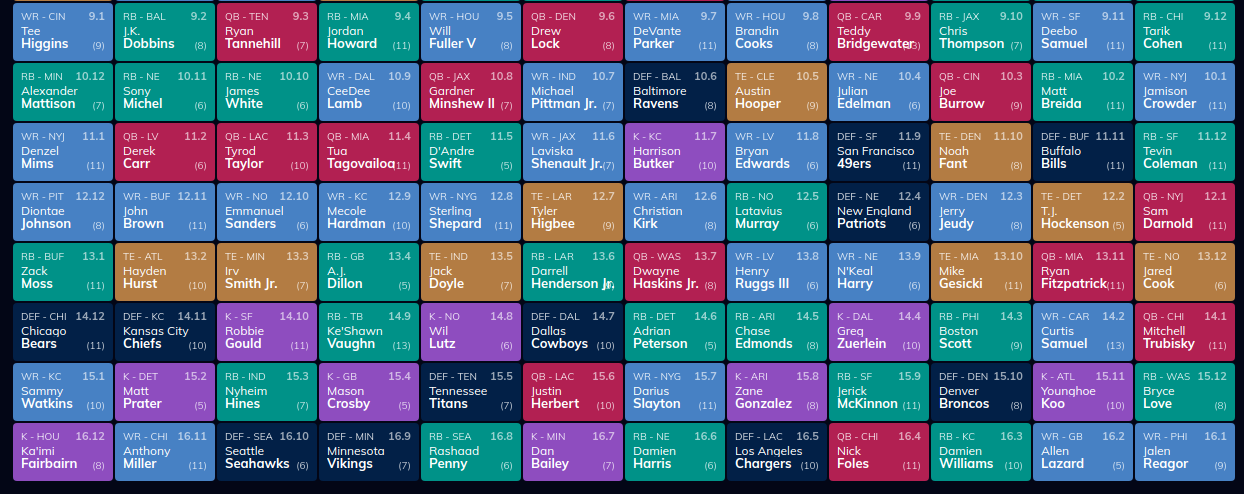 WR - CIN 9.1
Tee
Higgins (9)
RB - BAL 9.2
J.K.
Dobbins (8)
QB - TEN 9.3
Ryan
Tannehill (7)
RB - MIA 9.4
Jordan
Howard (11)
WR - HOU 9.5
Will
Fuller V (8)
QB - DEN 9.6
Drew
Lock (8)
WR - MIA 9.7
DeVante
Parker (11)
WR - HOU 9.8
Brandin
Cooks (8)
QB - CAR 9.9
Teddy
Bridgewater (13)
RB - JAX 9.10
Chris
Thompson (7)
WR - SF 9.11
Deebo
Samuel (11)
RB - CHI 9.12
Tarik
Cohen (11)
RB - MIN 10.12
Alexander
Mattison (7)
RB - NE 10.11
Sony
Michel (6)
RB - NE 10.10
James
White (6)
WR - DAL 10.9
CeeDee
Lamb (10)
QB - JAX 10.8
Gardner
Minshew II (7)
WR - IND 10.7
Michael
Pittman Jr. (7)
DEF - BAL 10.6
Baltimore
Ravens (8)
TE - CLE 10.5
Austin
Hooper (9)
WR - NE 10.4
Julian
Edelman (6)
QB - CIN 10.3
Joe
Burrow (9)
RB - MIA 10.2
Matt
Breida (11)
WR - NYJ 10.1
Jamison
Crowder (11)
WR - NYJ 11.1
Denzel
Mims (11)
QB - LV 11.2
Derek
Carr (6)
QB - LAC 11.3
Tyrod
Taylor (10)
QB - MIA 11.4
Tua
Tagovailoa (11)
RB - DET 11.5
D'Andre
Swift (5)
WR - JAX 11.6
Laviska
Shenault Jr. (7)
K - KC 11.7
Harrison
Butker (10)
WR - LV 11.8
Bryan
Edwards (6)
DEF - SF 11.9
San Francisco
49ers (11)
TE - DEN 11.10
Noah
Fant (8)
DEF - BUF 11.11
Buffalo
Bills (11)
RB - SF 11.12
Tevin
Coleman (11)
WR - PIT 12.12
Diontae
Johnson (8)
WR - BUF 12.11
John
Brown (11)
WR - NO 12.10
Emmanuel
Sanders (6)
WR - KC 12.9
Mecole
Hardman (10)
WR - NYG 12.8
Sterling
Shepard (11)
TE - LAR 12.7
Tyler
Higbee (9)
WR - ARI 12.6
Christian
Kirk (8)
RB - NO 12.5
Latavius
Murray (6)
DEF - NE 12.4
New England
Patriots (6)
WR - DEN 12.3
Jerry
Jeudy (8)
TE - DET 12.2
T.J.
Hockenson (5)
QB - NYJ 12.1
Sam
Darnold (11)
RB - BUF 13.1
Zack
Moss (11)
TE - ATL 13.2
Hayden
Hurst (10)
TE - MIN 13.3
Irv
Smith Jr. (7)
RB - GB 13.4
A.J.
Dillon (5)
TE - IND 13.5
Jack
Doyle (7)
RB - LAR 13.6
Darrell
Henderson Jr.
QB - WAS 13.7
Dwayne
Haskins Jr. (8)
WR - LV 13.8
Henry
Ruggs III (6)
WR - NE 13.9
N'Keal
Harry (6)
TE - MIA 13.10
Mike
Gesicki (11)
QB - MIA 13.11
Ryan
Fitzpatrick (11)
TE - NO 13.12
Jared
Cook (6)
DEF - CHI 14.12
Chicago
Bears (11)
DEF - KC 14.11
Kansas City
Chiefs (10)
K - SF 14.10
Robbie
Gould (11)
RB - TB 14.9
Ke'Shawn
Vaughn (13)
K - NO 14.8
Wil
Lutz (6)
DEF - DAL 14.7
Dallas
Cowboys (10)
RB - DET 14.6
Adrian
Peterson (5)
RB - ARI 14.5
Chase
Edmonds (8)
K - DAL 14.4
Greg
Zuerlein (10)
RB - PHI 14.3
Boston
Scott (9)
WR - CAR 14.2
Curtis
Samuel (13)
QB - CHI 14.1
Mitchell
Trubisky (11)
WR - KC 15.1
Sammy
Watkins (10)
K - DET 15.2
Matt
Prater (5)
RB - IND 15.3
Nyheim
Hines (7)
K - GB 15.4
Mason
Crosby (5)
DEF - TEN 15.5
Tennessee
Titans (7)
QB - LAC 15.6
Justin
Herbert (10)
WR - NYG 15.7
Darius
Slayton (11)
K - ARI 15.8
Zane
Gonzalez (8)
RB - SF 15.9
Jerick
McKinnon (11)
DEF - DEN 15.10
Denver
Broncos (8)
K - ATL 15.11
Younghoe
Koo (10)
RB - WAS 15.12
Bryce
Love (8)
K - HOU 16.12
Ka'imi
Fairbairn (8)
WR - CHI 16.11
Anthony
Miller (11)
DEF - SEA 16.10
Seattle
Seahawks (6)
DEF - MIN 16.9
Minnesota
Vikings (7)
RB - SEA 16.8
Rashaad
Penny (6)
K - MIN 16.7
Dan
Bailey (7)
RB - NE 16.6
Damien
Harris (6)
DEF - LAC 16.5
Los Angeles
Chargers (10)
QB - CHI 16.4
Nick
Foles (11)
RB - KC 16.3
Damien
Williams (10)
WR - GB 16.2
Allen
Lazard (5)
WR - PHI 16.1
Jalen
Reagor (9)